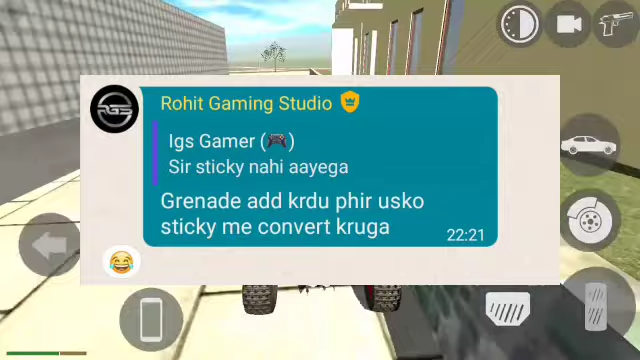 RGS
Rohit Gaming Studio
Igs Gamer (🎮)
Sir sticky nahi aayega
Grenade add krdu phir usko
sticky me convert kruga
22:21